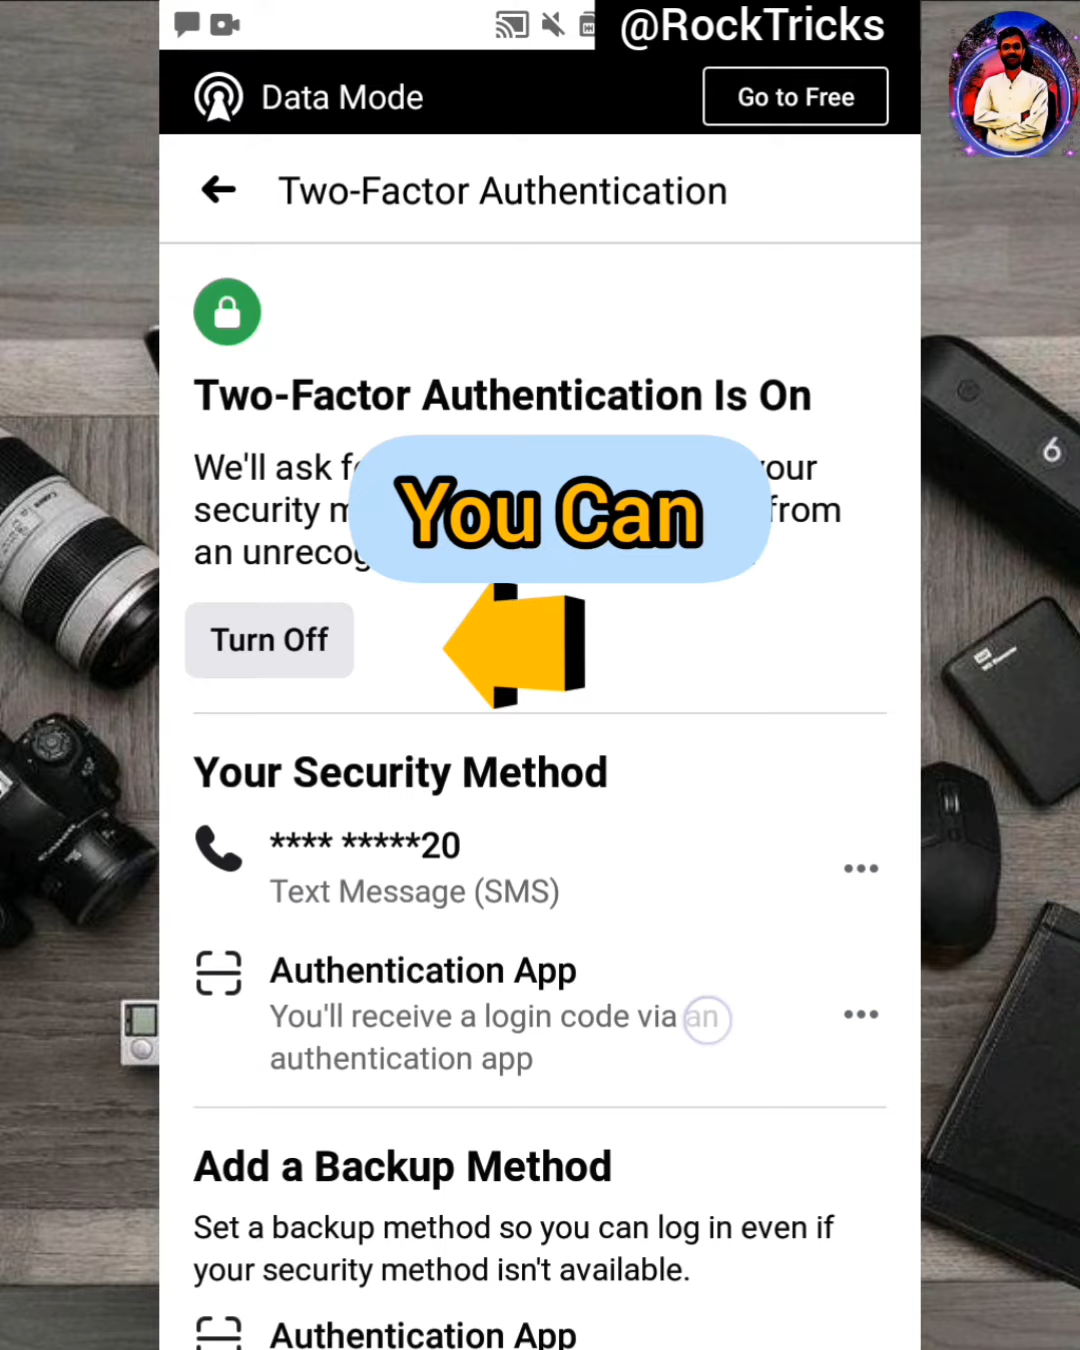 @RockTricks
Data Mode
Go to Free
Two-Factor Authentication
Two-Factor Authentication Is On
We'll ask your
security from
an
You Can
Turn Off
Your Security Method
**** *****20
Text Message (SMS)
Authentication App
You'll receive a login code via an
authentication app
Add a Backup Method
Set a backup method so you can log in even if
your security method isn't available.
Authentication App
6